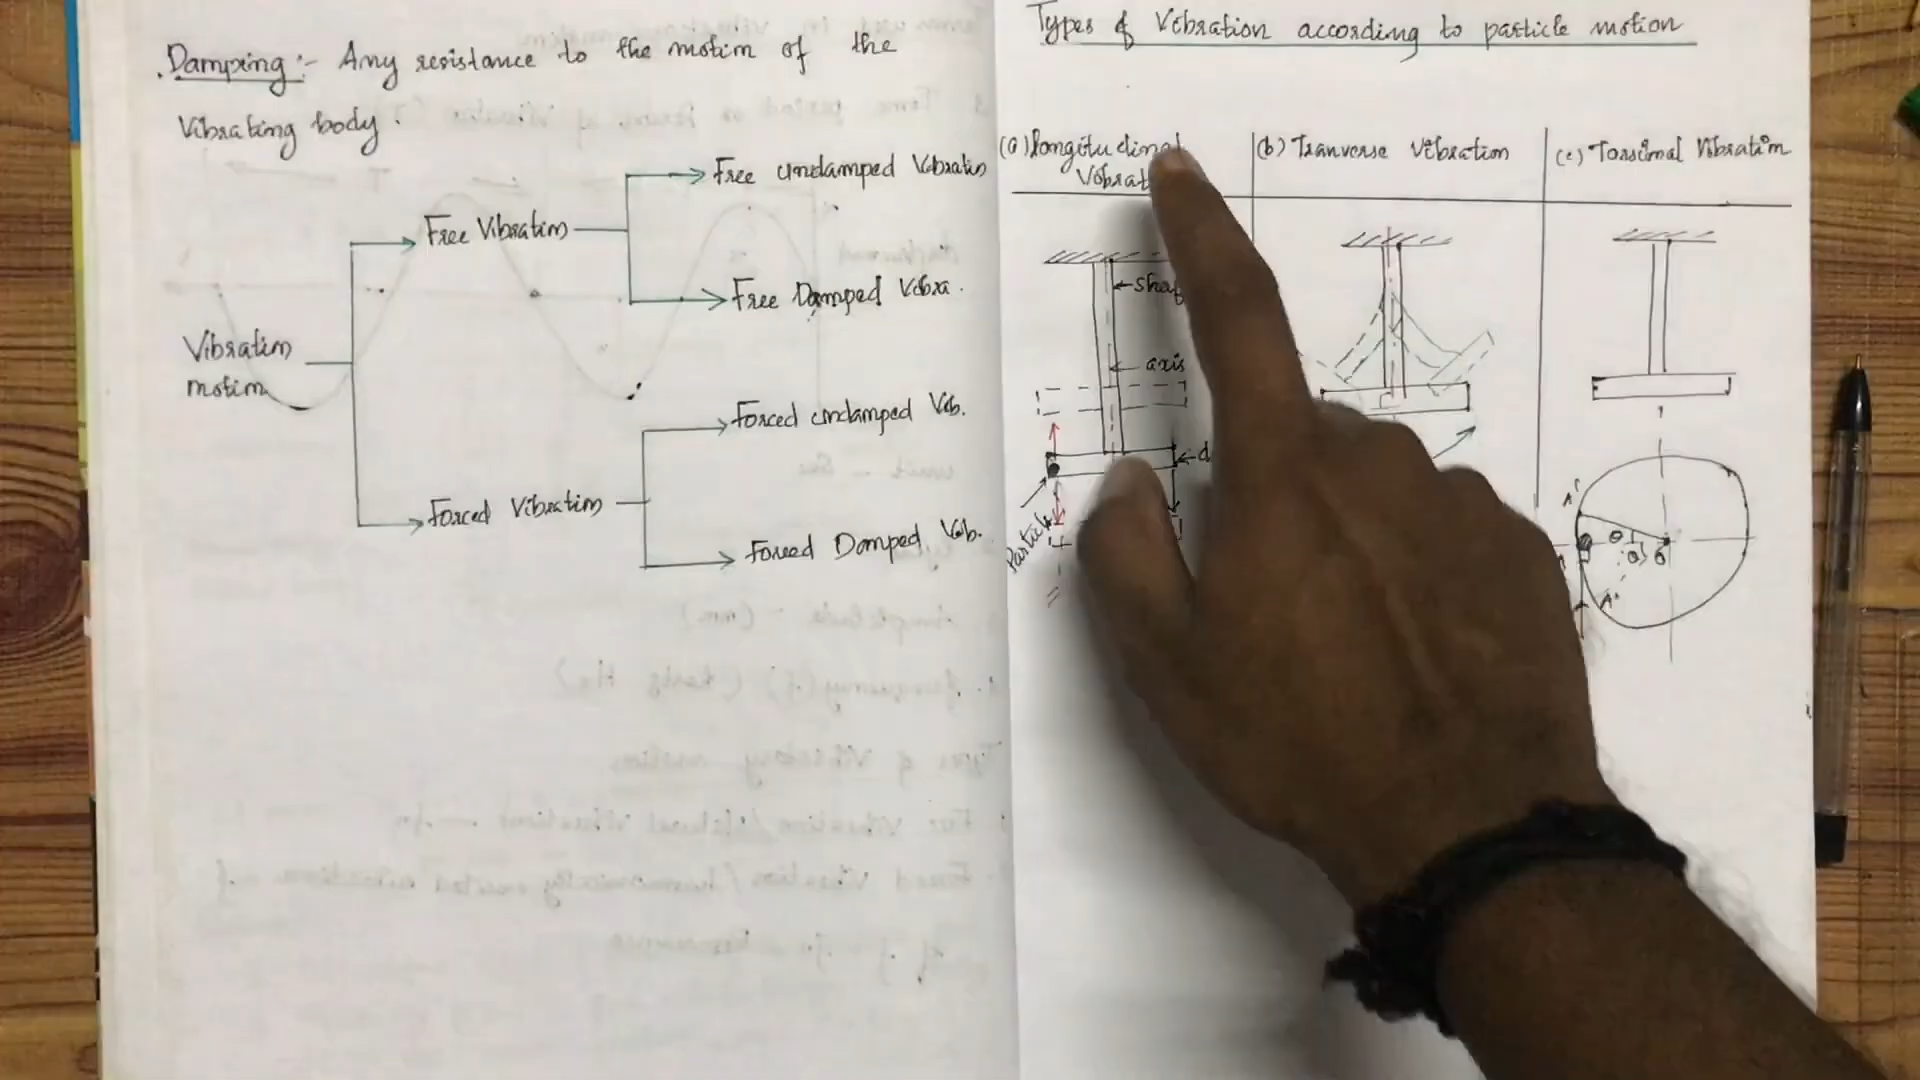 Damping :- Any resistance to the motion of the
Vibrating body.
Free undamped Vibration
Free Vibration
Free Damped Vibra.
Vibration
motion
Forced undamped Vib.
Forced Vibration
Forced Damped Vib.
Types of Vibration according to particle motion
(a) Longitudinal
(b) Tranverse Vibration
(c) Torsional Vibration
shaf
axis
d
Particle
A'
θ
θ
A"